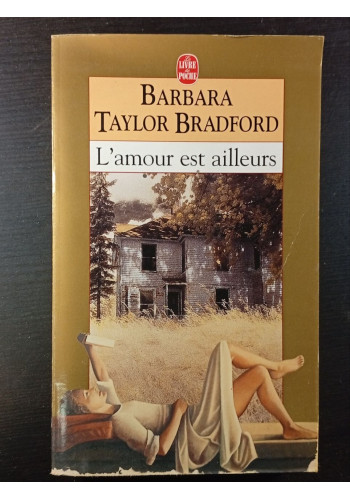 LE LIVRE
DE
POCHE
BARBARA
TAYLOR BRADFORD
L'amour est ailleurs